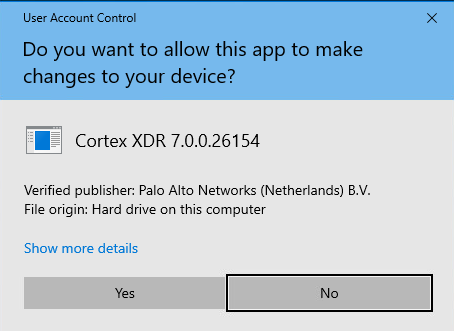 User Account Control
Do you want to allow this app to make
changes to your device?
Cortex XDR 7.0.0.26154
Verified publisher: Palo Alto Networks (Netherlands) B.V.
File origin: Hard drive on this computer
Show more details
Yes
No